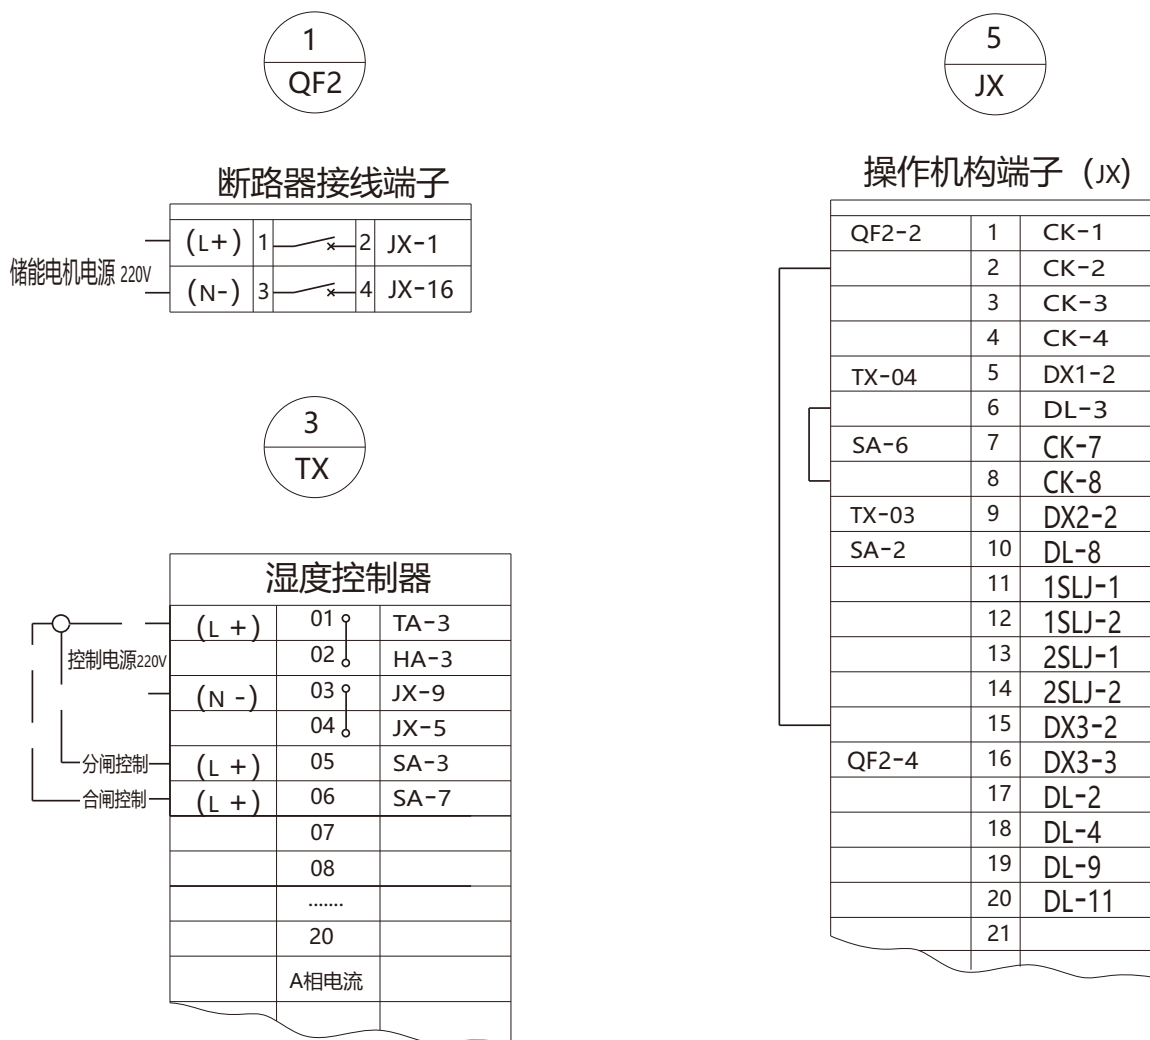 1
QF2
断路器接线端子
储能电机电源 220V
(L+) 1 2 JX-1
(N-) 3 4 JX-16
3
TX
湿度控制器
控制电源220V
分闸控制
合闸控制
(L +) 01 TA-3
02 HA-3
(N -) 03 JX-9
04 JX-5
(L +) 05 SA-3
(L +) 06 SA-7
07
08
.......
20
A相电流
5
JX
操作机构端子 (JX)
QF2-2 1 CK-1
2 CK-2
3 CK-3
4 CK-4
TX-04 5 DX1-2
6 DL-3
SA-6 7 CK-7
8 CK-8
TX-03 9 DX2-2
SA-2 10 DL-8
11 1SLJ-1
12 1SLJ-2
13 2SLJ-1
14 2SLJ-2
15 DX3-2
QF2-4 16 DX3-3
17 DL-2
18 DL-4
19 DL-9
20 DL-11
21